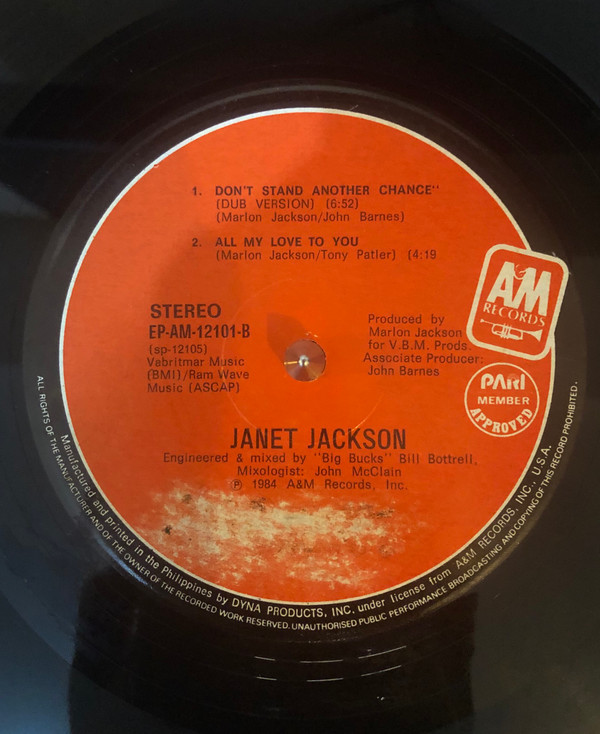 1. DON'T STAND ANOTHER CHANCE"
(DUB VERSION) (6:52)
(Marlon Jackson/John Barnes)
2. ALL MY LOVE TO YOU
(Marlon Jackson/Tony Patler) (4:19
STEREO
EP-AM-12101-B
(sp-12105)
Vabritmar Music
(BMI)/Ram Wave
Music (ASCAP)
Produced by
Marlon Jackson
for V.B.M. Prods.
Associate Producer:
John Barnes
A&M
RECORDS
PARI
MEMBER
APPROVED
JANET JACKSON
Engineered & mixed by "Big Bucks" Bill Bottrell,
Mixologist: John McClain
℗ 1984 A&M Records, Inc.
Manufactured and printed in the Philippines by DYNA PRODUCTS, INC. under license from A&M RECORDS, INC., U.S.A.
ALL RIGHTS OF THE MANUFACTURER AND OF THE OWNER OF THE RECORDED WORK RESERVED. UNAUTHORISED PUBLIC PERFORMANCE BROADCASTING AND COPYING OF THIS RECORD PROHIBITED.